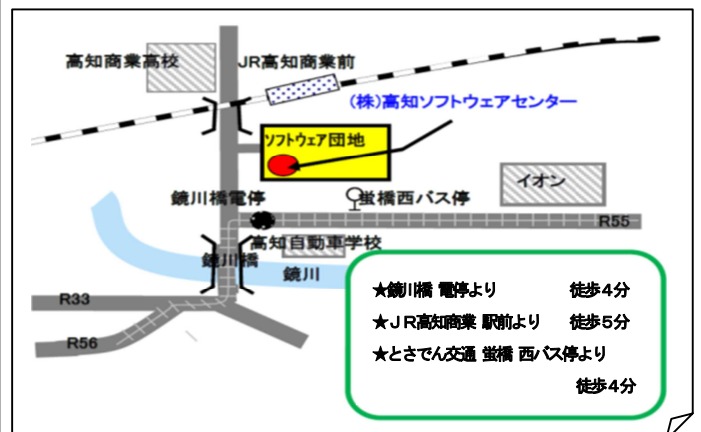 高知商業高校
JR高知商業前
(株)高知ソフトウェアセンター
ソフトウェア団地
イオン
鏡川橋電停
蛍橋西バス停
R55
高知自動車学校
鏡川橋
鏡川
R33
R56
★鏡川橋 電停より 徒歩4分
★JR高知商業 駅前より 徒歩5分
★とさでん交通 蛍橋 西バス停より
徒歩4分